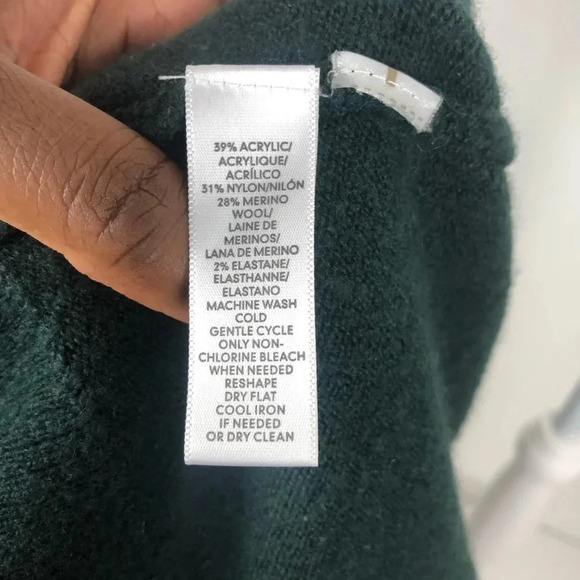 39% ACRYLIC/
ACRYLIQUE/
ACRÍLICO
31% NYLON/NILÓN
28% MERINO
WOOL/
LAINE DE
MERINOS/
LANA DE MERINO
2% ELASTANE/
ELASTHANNE/
ELASTANO
MACHINE WASH
COLD
GENTLE CYCLE
ONLY NON-
CHLORINE BLEACH
WHEN NEEDED
RESHAPE
DRY FLAT
COOL IRON
IF NEEDED
OR DRY CLEAN